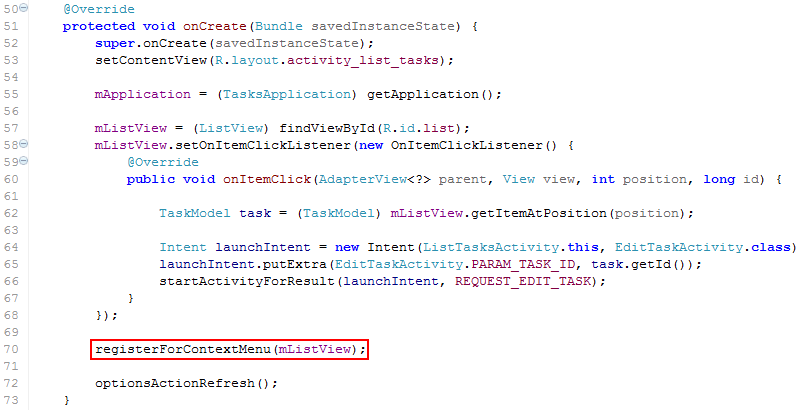 50 @Override
51 protected void onCreate(Bundle savedInstanceState) {
52 super.onCreate(savedInstanceState);
53 setContentView(R.layout.activity_list_tasks);
54
55 mApplication = (TasksApplication) getApplication();
56
57 mListView = (ListView) findViewById(R.id.list);
58 mListView.setOnItemClickListener(new OnItemClickListener() {
59 @Override
60 public void onItemClick(AdapterView<?> parent, View view, int position, long id) {
61
62 TaskModel task = (TaskModel) mListView.getItemAtPosition(position);
63
64 Intent launchIntent = new Intent(ListTasksActivity.this, EditTaskActivity.class)
65 launchIntent.putExtra(EditTaskActivity.PARAM_TASK_ID, task.getId());
66 startActivityForResult(launchIntent, REQUEST_EDIT_TASK);
67 }
68 });
69
70 registerForContextMenu(mListView);
71
72 optionsActionRefresh();
73 }